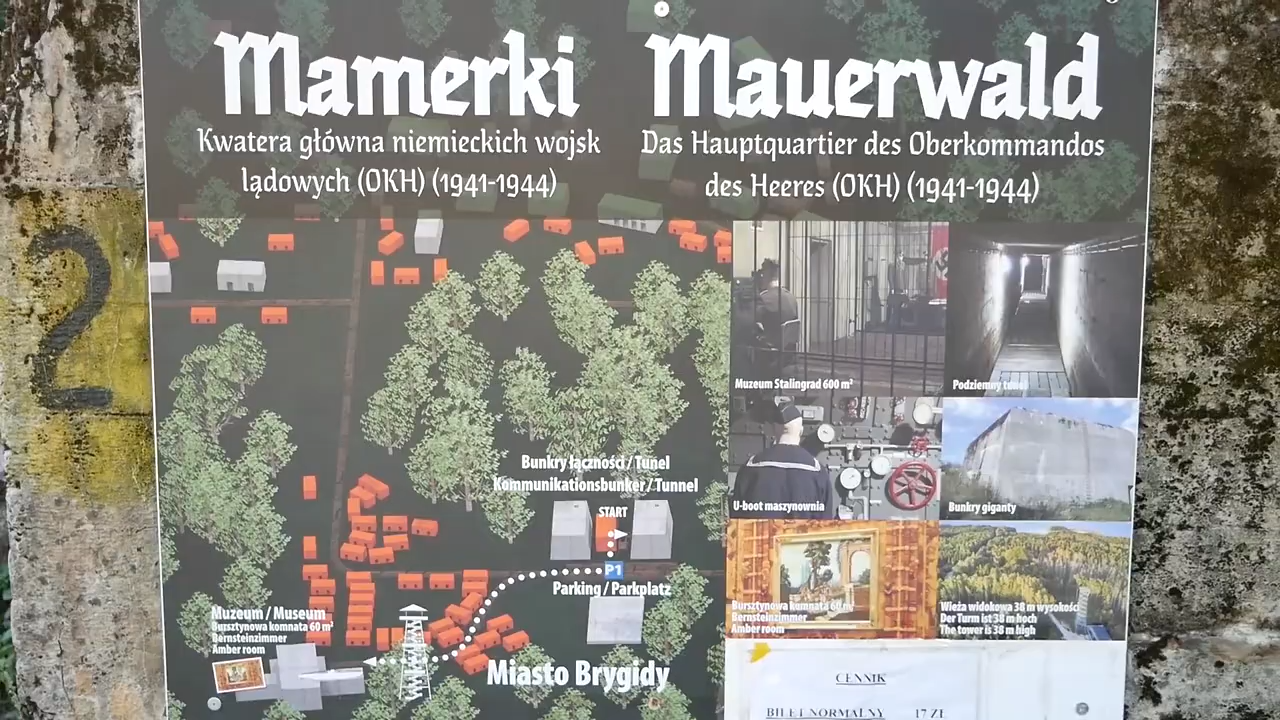 Mamerki
Kwatera główna niemieckich wojsk
lądowych (OKH) (1941-1944)
Mauerwald
Das Hauptquartier des Oberkommandos
des Heeres (OKH) (1941-1944)
2
Bunkry łączności / Tunel
Kommunikationsbunker / Tunnel
START
P1
Parking / Parkplatz
Muzeum / Museum
Bursztynowa komnata 60 m²
Bernsteinzimmer
Amber room
Miasto Brygidy
Muzeum Stalingrad 600 m²
Podziemny tunel
U-boot maszynownia
Bunkry giganty
Bursztynowa komnata 60 m²
Bernsteinzimmer
Amber room
Wieża widokowa 38 m wysokości
Der Turm ist 38 m hoch
The tower is 38 m high
CENNIK
BILET NORMALNY 17 ZŁ